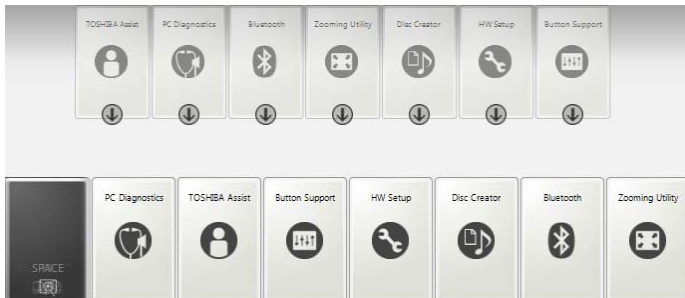 TOSHIBA Assist PC Diagnostics Bluetooth Zooming Utility Disc Creator HW Setup Button Support
PC Diagnostics TOSHIBA Assist Button Support HW Setup Disc Creator Bluetooth Zooming Utility
SPACE